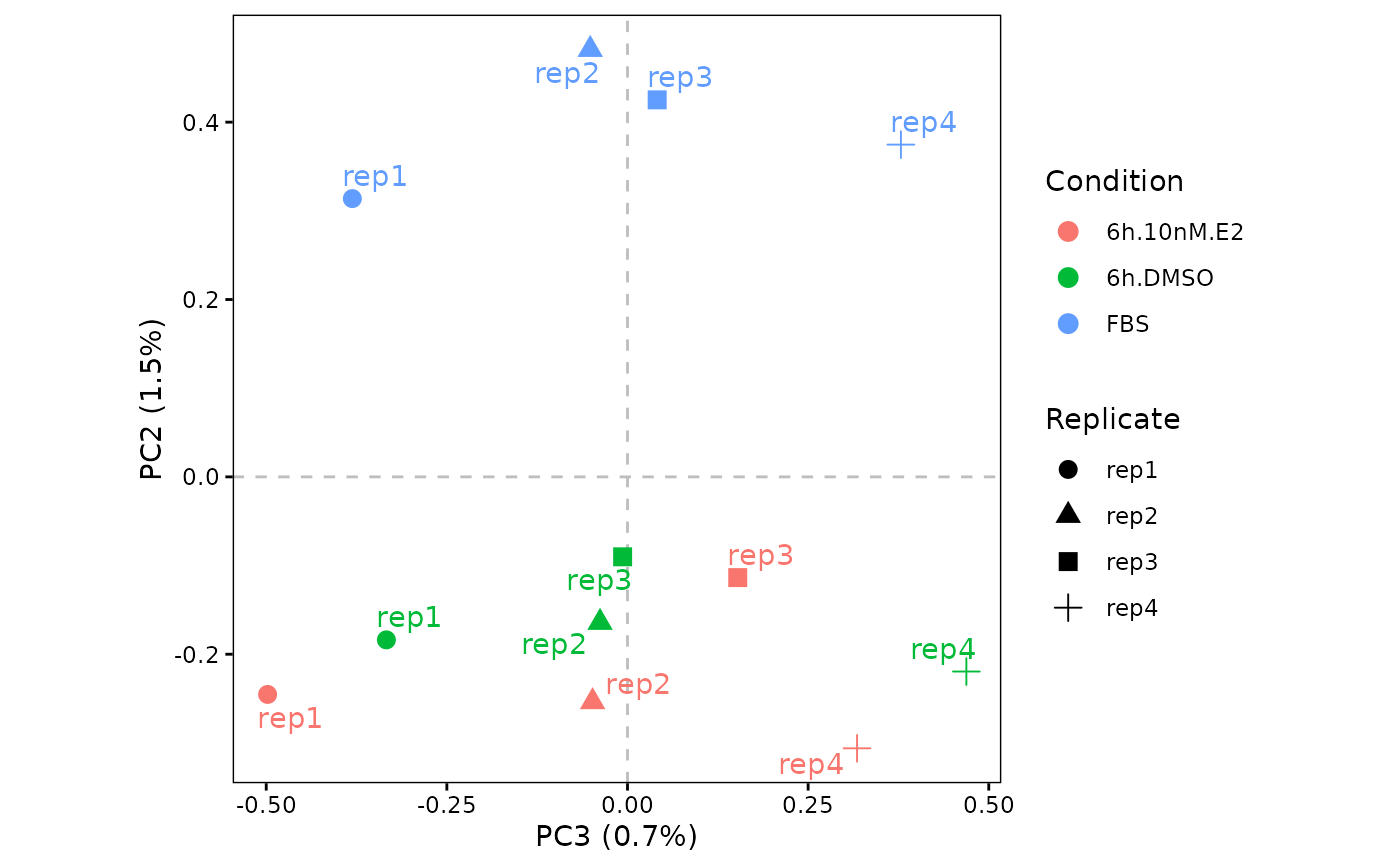 rep2
rep3
rep4
rep1
rep3
rep3
rep1
rep2
rep4
rep2
rep1
rep4
0.4
0.2
0.0
-0.2
PC2 (1.5%)
-0.50
-0.25
0.00
0.25
0.50
PC3 (0.7%)
Condition
6h.10nM.E2
6h.DMSO
FBS
Replicate
rep1
rep2
rep3
rep4